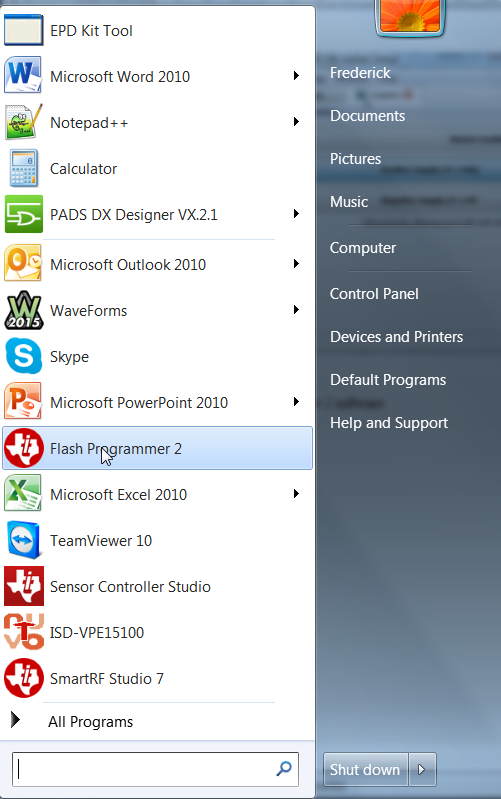 EPD Kit Tool
Microsoft Word 2010
Notepad++
Calculator
PADS DX Designer VX.2.1
Microsoft Outlook 2010
WaveForms
2015
Skype
Microsoft PowerPoint 2010
Flash Programmer 2
Microsoft Excel 2010
TeamViewer 10
Sensor Controller Studio
ISD-VPE15100
SmartRF Studio 7
All Programs
Frederick
Documents
Pictures
Music
Computer
Control Panel
Devices and Printers
Default Programs
Help and Support
Shut down